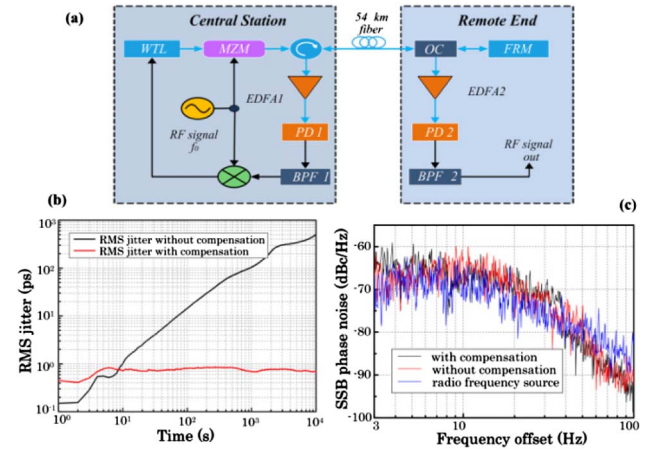 (a)
Central Station
54 km
fiber
Remote End
WTL
MZM
OC
FRM
EDFA1
EDFA2
RF signal
f₀
PD 1
PD 2
RF signal
out
BPF 1
BPF 2
(b)
RMS jitter without compensation
RMS jitter with compensation
RMS jitter (ps)
10³
10²
10¹
10⁰
10⁻¹
10⁰
10¹
10²
10³
10⁴
Time (s)
(c)
SSB phase noise (dBc/Hz)
-60
-70
-80
-90
-100
with compensation
without compensation
radio frequency source
3
10
100
Frequency offset (Hz)